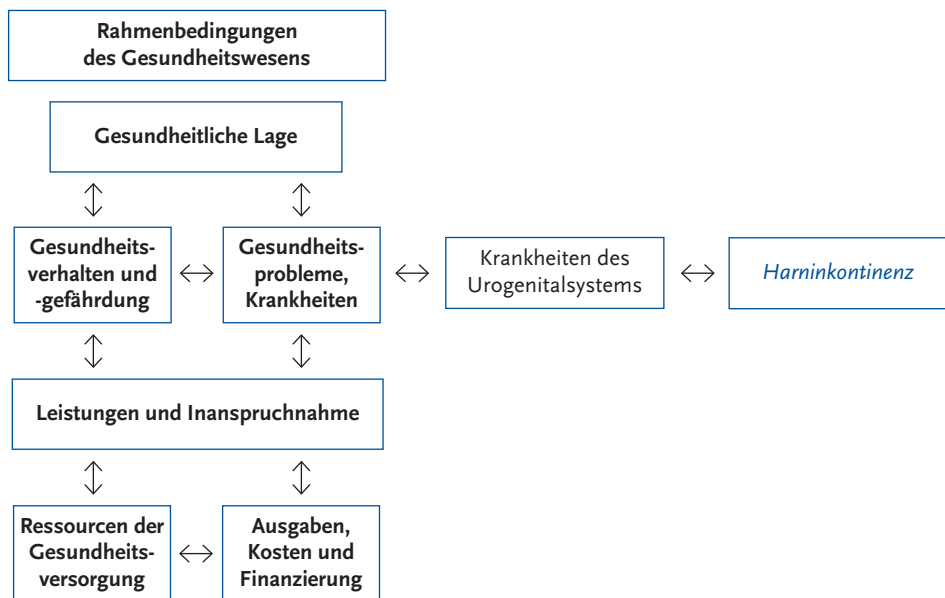 Rahmenbedingungen
des Gesundheitswesens
Gesundheitliche Lage
Gesundheits-
verhalten und
-gefährdung
Gesundheits-
probleme,
Krankheiten
Krankheiten des
Urogenitalsystems
Harninkontinenz
Leistungen und Inanspruchnahme
Ressourcen der
Gesundheits-
versorgung
Ausgaben,
Kosten und
Finanzierung